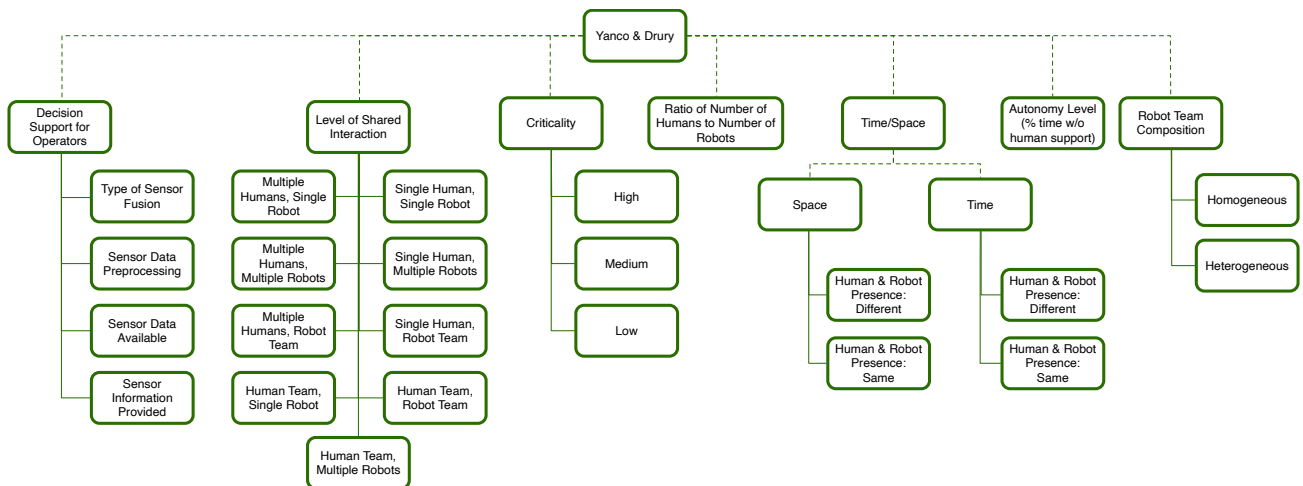 Yanco & Drury
Decision
Support for
Operators
Level of Shared
Interaction
Criticality
Ratio of Number of
Humans to Number of
Robots
Time/Space
Autonomy Level
(% time w/o
human support)
Robot Team
Composition
Type of Sensor
Fusion
Sensor Data
Preprocessing
Sensor Data
Available
Sensor
Information
Provided
Multiple
Humans, Single
Robot
Single Human,
Single Robot
Multiple
Humans,
Multiple Robots
Single Human,
Multiple Robots
Multiple
Humans, Robot
Team
Single Human,
Robot Team
Human Team,
Single Robot
Human Team,
Robot Team
Human Team,
Multiple Robots
High
Medium
Low
Space
Human & Robot
Presence:
Different
Human & Robot
Presence:
Same
Time
Human & Robot
Presence:
Different
Human & Robot
Presence:
Same
Homogeneous
Heterogeneous